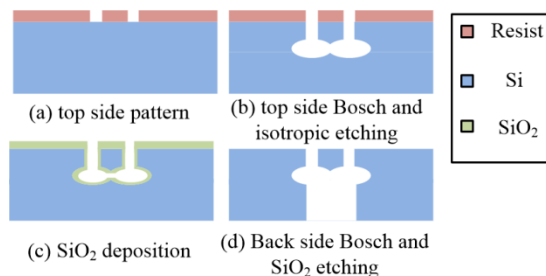 (a) top side pattern
(b) top side Bosch and
isotropic etching
(c) SiO₂ deposition
(d) Back side Bosch and
SiO₂ etching
Resist
Si
SiO₂